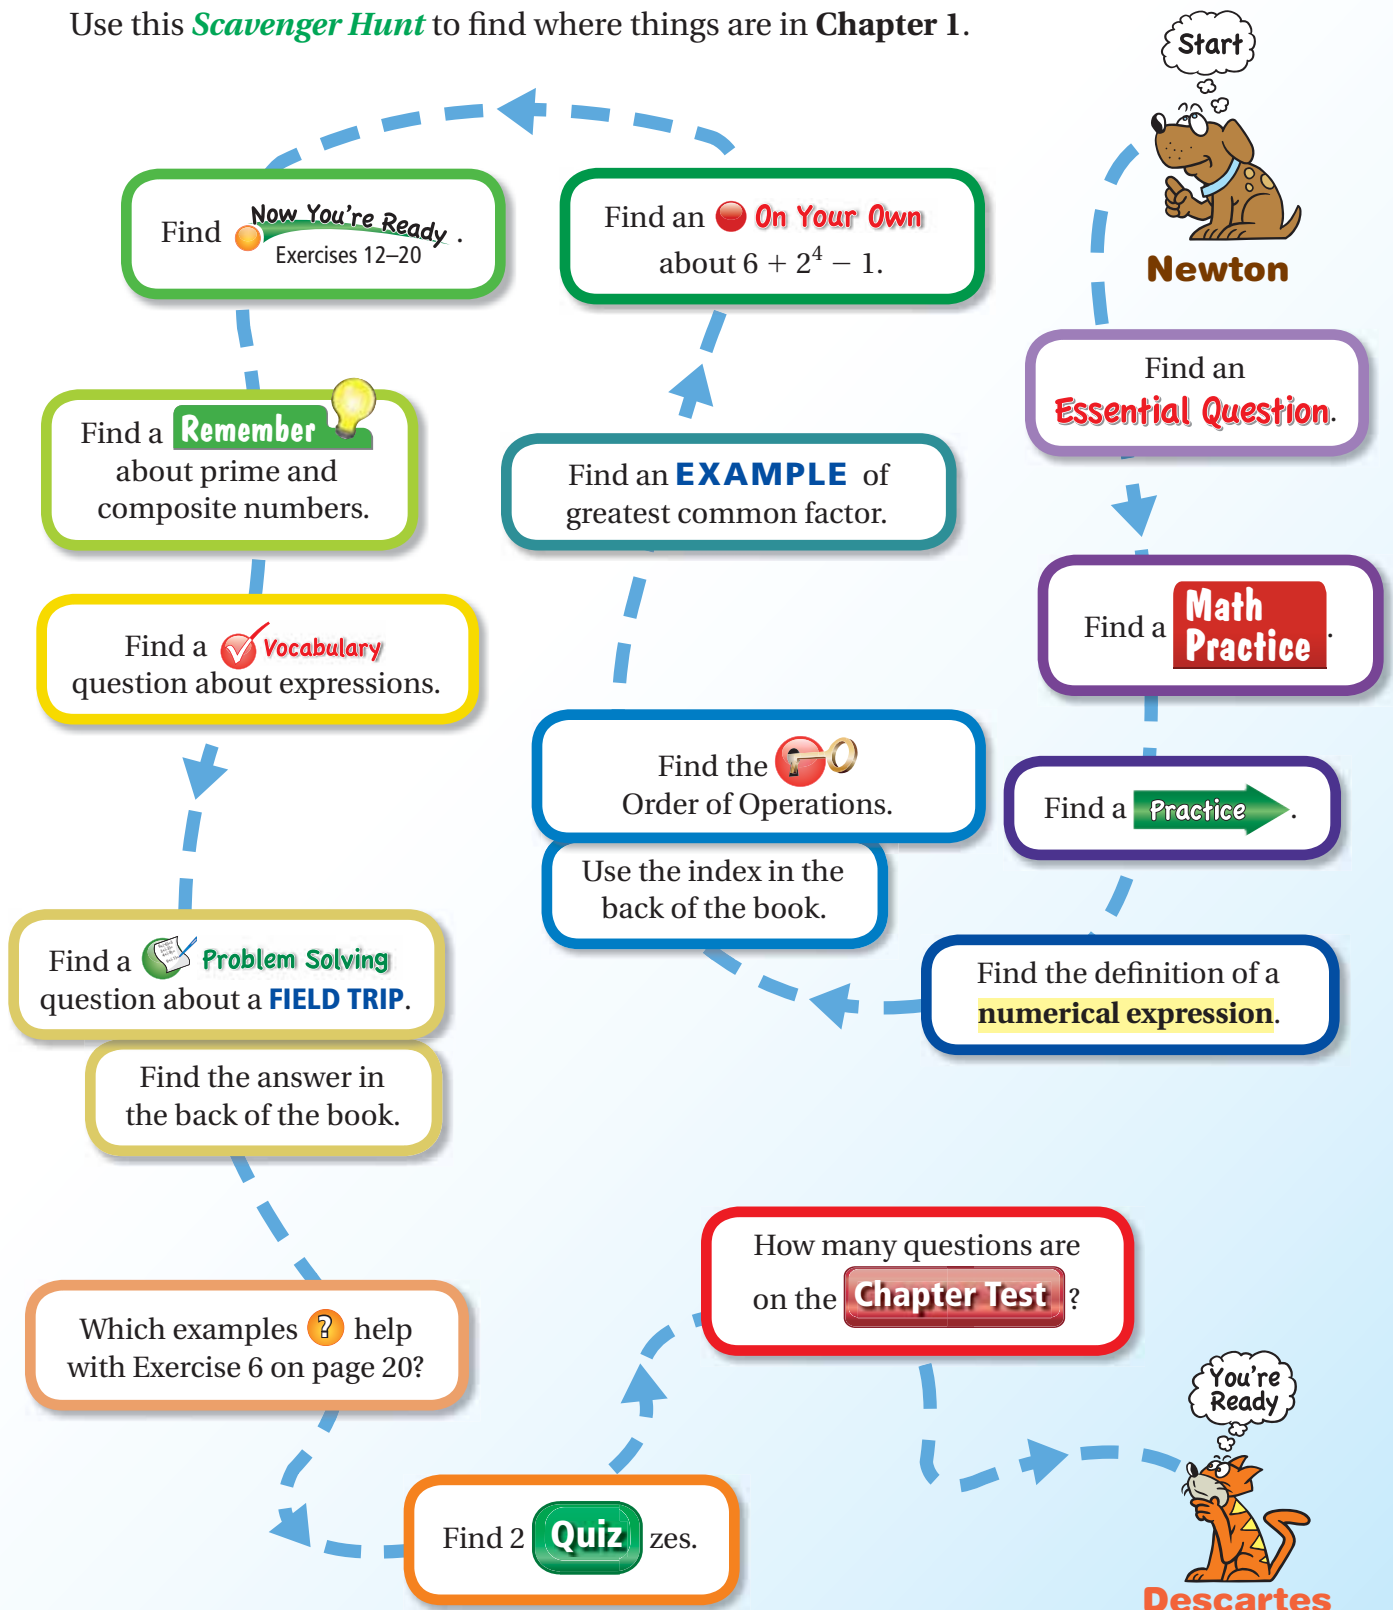 Use this Scavenger Hunt to find where things are in Chapter 1.
Start
Newton
Find an
Essential Question.
Find a Math
Practice.
Find a Practice.
Find the definition of a
numerical expression.
Use the index in the
back of the book.
Find the
Order of Operations.
Find an EXAMPLE of
greatest common factor.
Find an On Your Own
about 6 + 2⁴ − 1.
Find Now You're Ready.
Exercises 12–20
Find a Remember
about prime and
composite numbers.
Find a Vocabulary
question about expressions.
Find a Problem Solving
question about a FIELD TRIP.
Find the answer in
the back of the book.
Which examples ? help
with Exercise 6 on page 20?
Find 2 Quiz zes.
How many questions are
on the Chapter Test ?
You're
Ready
Descartes